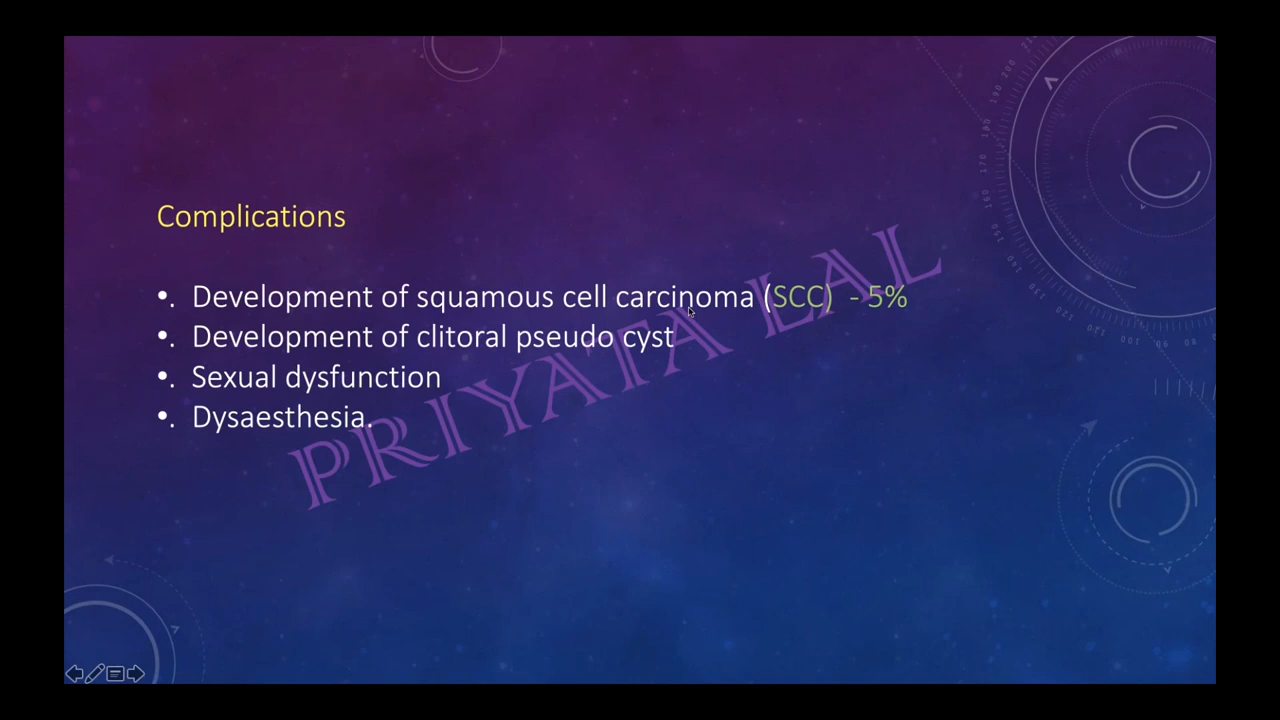 Complications
•. Development of squamous cell carcinoma (SCC) - 5%
•. Development of clitoral pseudo cyst
•. Sexual dysfunction
•. Dysaesthesia.
PRIYATA LAL